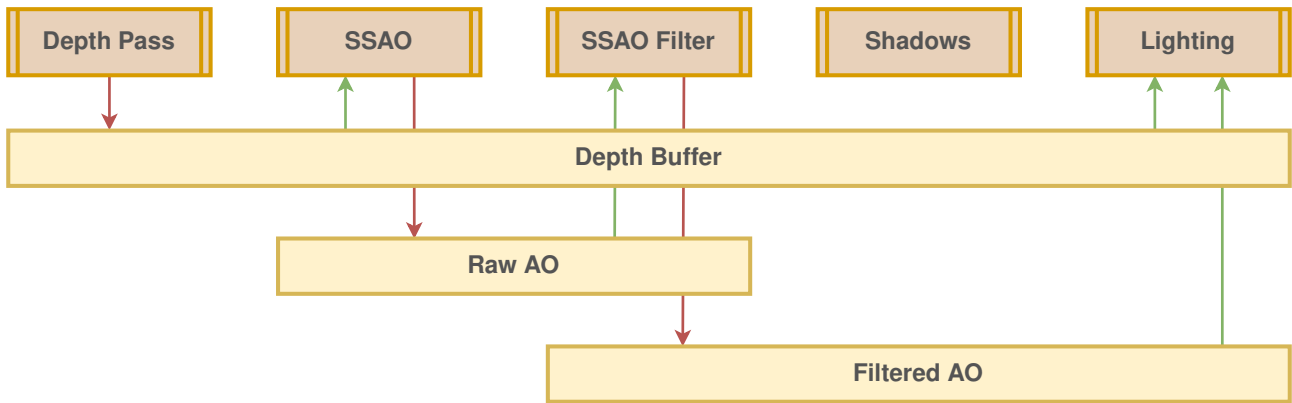 Depth Pass
SSAO
SSAO Filter
Shadows
Lighting
Depth Buffer
Raw AO
Filtered AO